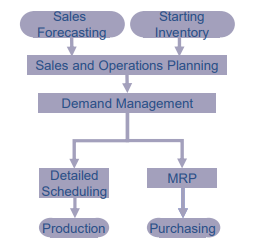 Sales
Forecasting
Starting
Inventory
Sales and Operations Planning
Demand Management
Detailed
Scheduling
MRP
Production
Purchasing